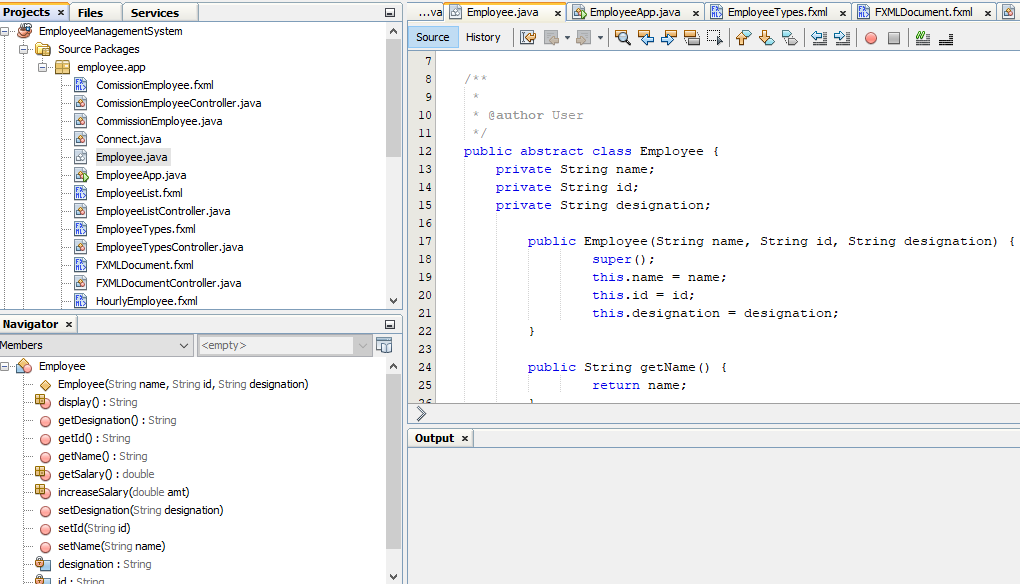 Projects × Files Services
EmployeeManagementSystem
Source Packages
employee.app
ComissionEmployee.fxml
ComissionEmployeeController.java
CommissionEmployee.java
Connect.java
Employee.java
EmployeeApp.java
EmployeeList.fxml
EmployeeListController.java
EmployeeTypes.fxml
EmployeeTypesController.java
FXMLDocument.fxml
FXMLDocumentController.java
HourlyEmployee.fxml
Navigator ×
Members <empty>
Employee
Employee(String name, String id, String designation)
display() : String
getDesignation() : String
getId() : String
getName() : String
getSalary() : double
increaseSalary(double amt)
setDesignation(String designation)
setId(String id)
setName(String name)
designation : String
id : String
...va Employee.java × EmployeeApp.java × EmployeeTypes.fxml × FXMLDocument.fxml ×
Source History
7
8 /**
9 *
10 * @author User
11 */
12 public abstract class Employee {
13 private String name;
14 private String id;
15 private String designation;
16
17 public Employee(String name, String id, String designation) {
18 super();
19 this.name = name;
20 this.id = id;
21 this.designation = designation;
22 }
23
24 public String getName() {
25 return name;
26 }
Output ×